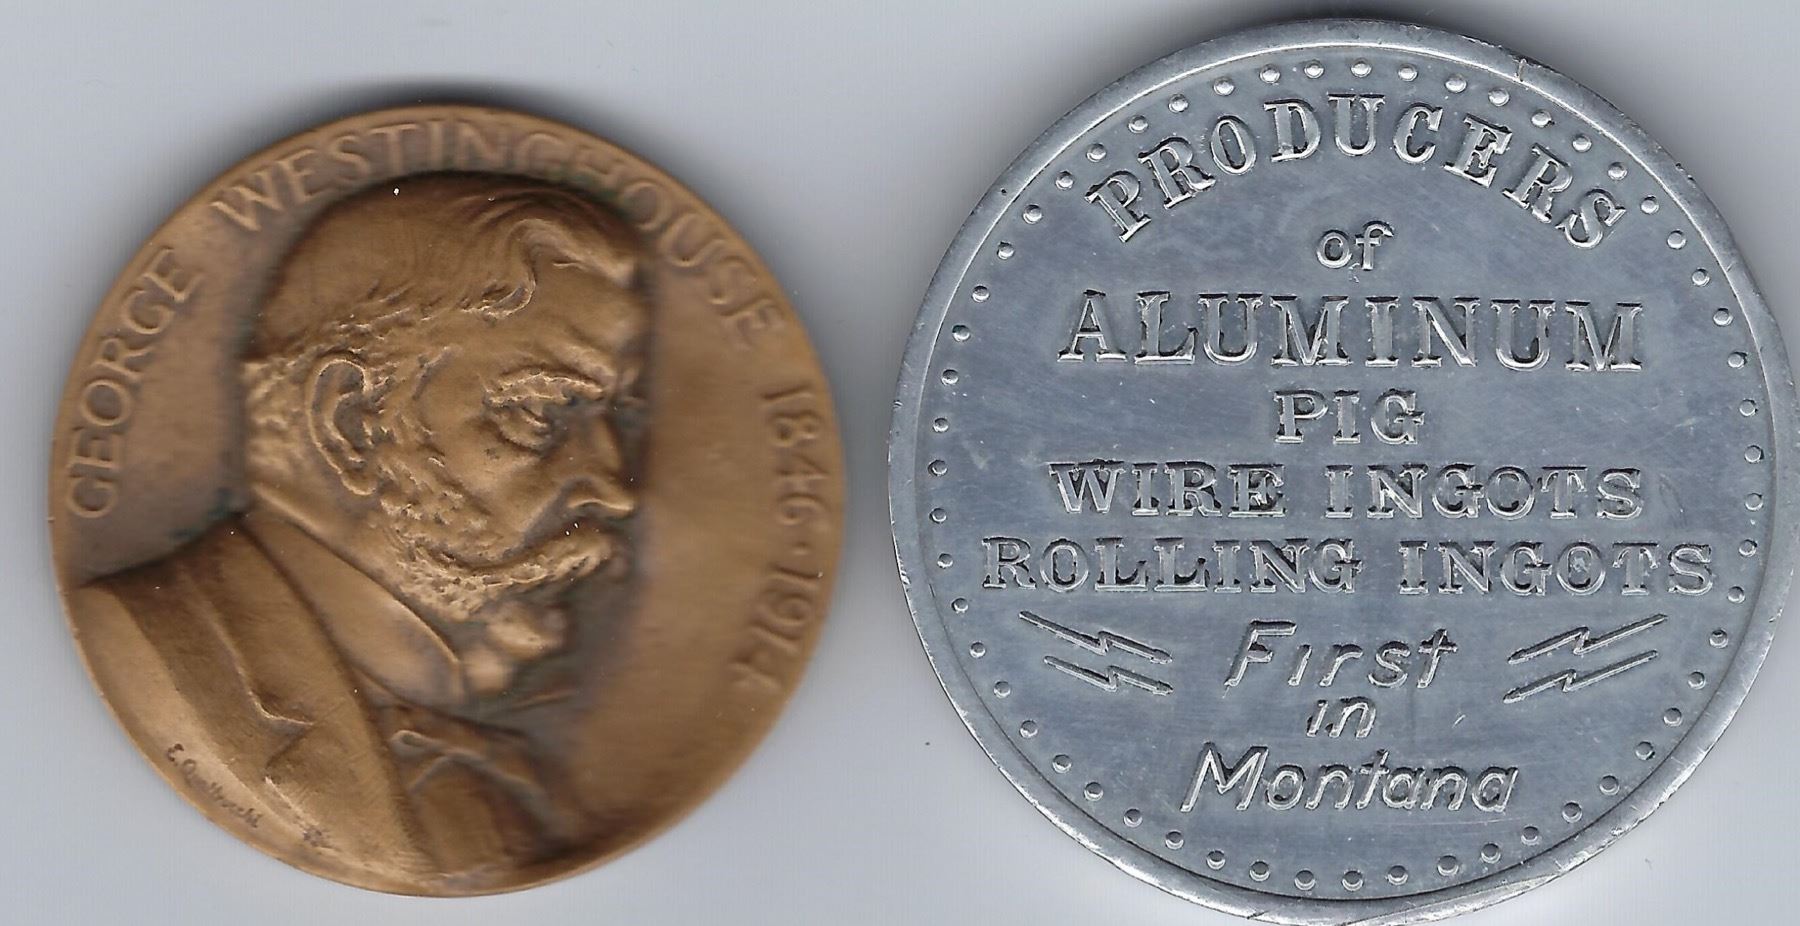 GEORGE WESTINGHOUSE 1846 · 1914
PRODUCERS
of
ALUMINUM
PIG
WIRE INGOTS
ROLLING INGOTS
First
in
Montana